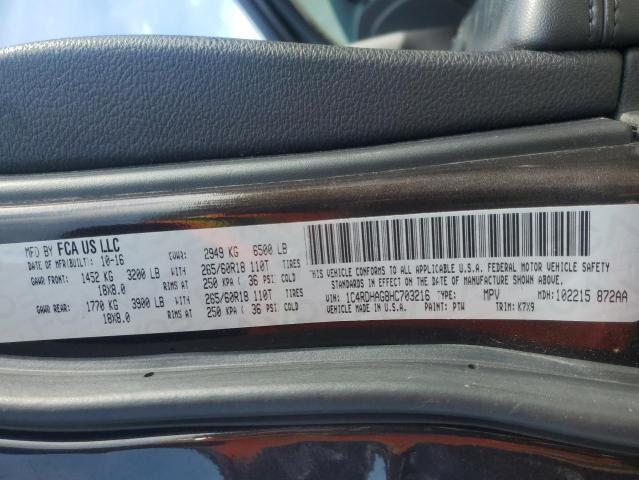 MFD BY FCA US LLC
DATE OF MFR(BUILT): 10-16 GVWR: 2949 KG 6500 LB
GAWR FRONT: 1452 KG 3200 LB WITH 265/60R18 110T TIRES
18X8.0 RIMS AT 250 KPA ( 36 PSI COLD
GAWR REAR: 1770 KG 3900 LB WITH 265/60R18 110T TIRES
18X8.0 RIMS AT 250 KPA ( 36 PSI COLD
THIS VEHICLE CONFORMS TO ALL APPLICABLE U.S.A. FEDERAL MOTOR VEHICLE SAFETY
STANDARDS IN EFFECT ON THE DATE OF MANUFACTURE SHOWN ABOVE.
VIN: 1C4RDHAG8HC703216 TYPE: MPV MDH:102215 872AA
VEHICLE MADE IN U.S.A. PAINT: PTW TRIM: K7X9